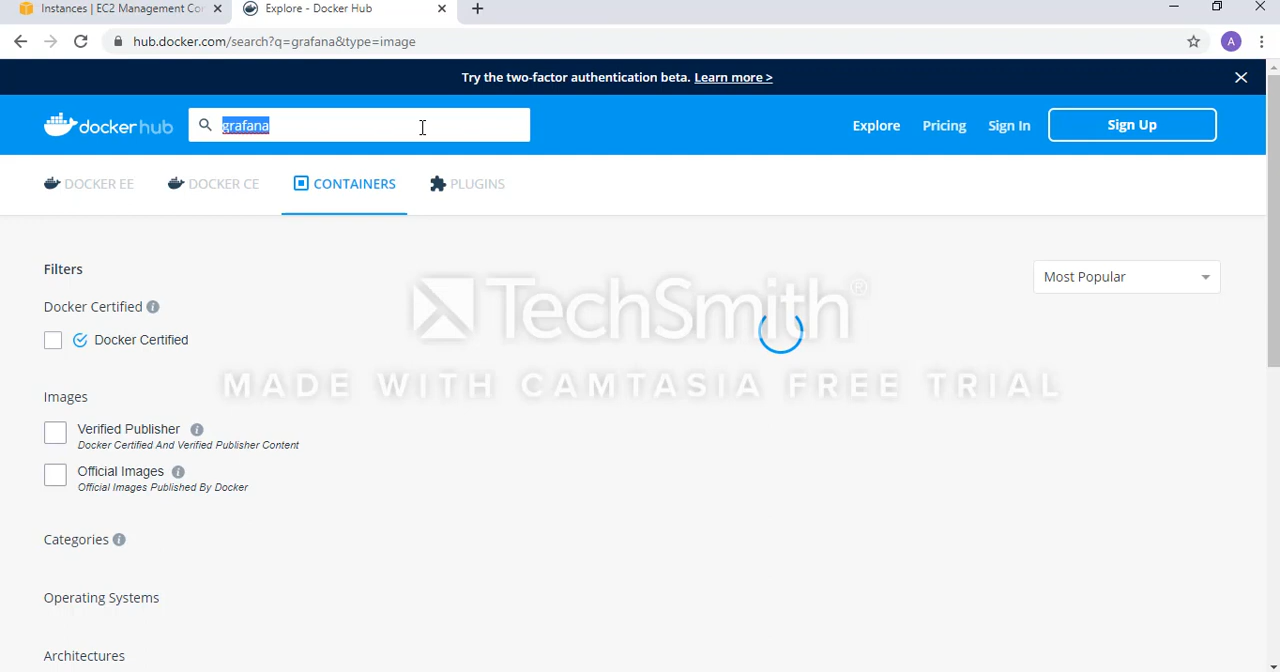 Instances | EC2 Management Co
Explore - Docker Hub
hub.docker.com/search?q=grafana&type=image
A
Try the two-factor authentication beta. Learn more >
docker hub
grafana
Explore
Pricing
Sign In
Sign Up
DOCKER EE
DOCKER CE
CONTAINERS
PLUGINS
Filters
Most Popular
Docker Certified
Docker Certified
TechSmith®
MADE WITH CAMTASIA FREE TRIAL
Images
Verified Publisher
Docker Certified And Verified Publisher Content
Official Images
Official Images Published By Docker
Categories
Operating Systems
Architectures